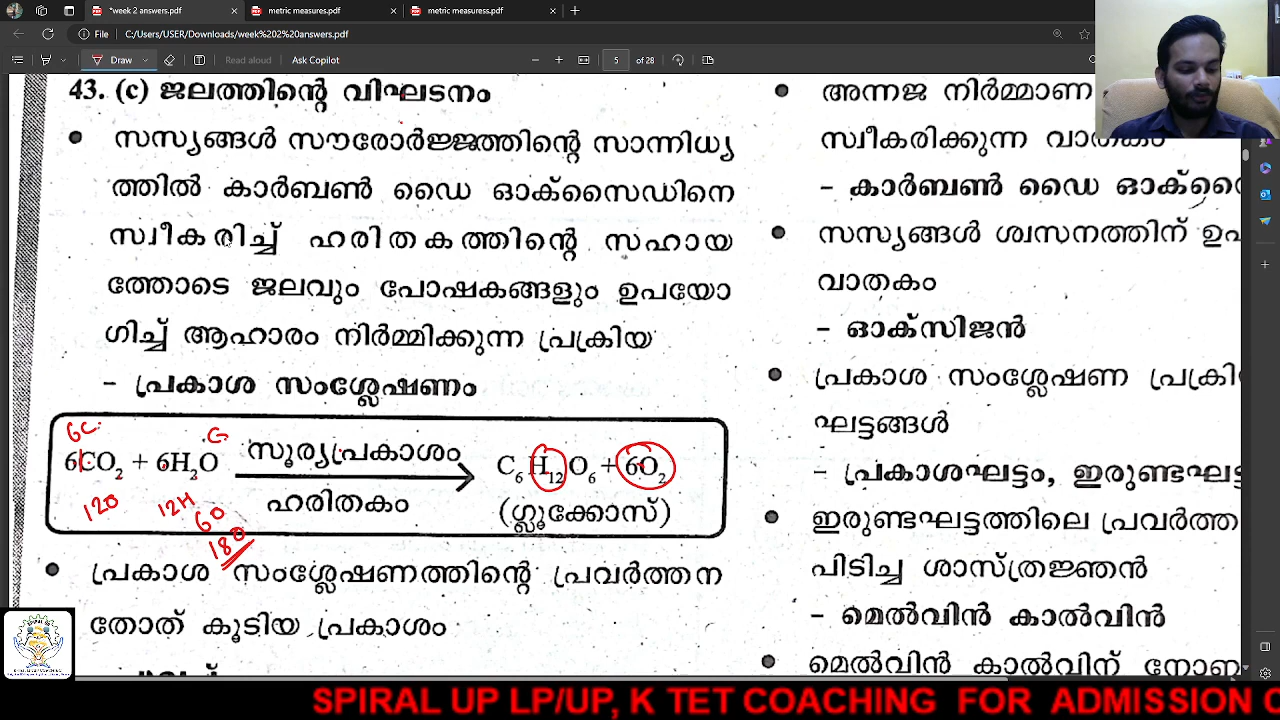 *week 2 answers.pdf
metric measures.pdf
metric measuress.pdf
File
C:/Users/USER/Downloads/week%202%20answers.pdf
Draw
Read aloud
Ask Copilot
5
of 28
43. (c) ജലത്തിന്റെ വിഘടനം
സസ്യങ്ങൾ സൗരോർജ്ജത്തിന്റെ സാന്നിധ്യ
ത്തിൽ കാർബൺ ഡൈ ഓക്സൈഡിനെ
സ്വീകരിച്ച് ഹരിതകത്തിന്റെ സഹായ
ത്തോടെ ജലവും പോഷകങ്ങളും ഉപയോ
ഗിച്ച് ആഹാരം നിർമ്മിക്കുന്ന പ്രക്രിയ
- പ്രകാശ സംശ്ലേഷണം
6C
6CO₂ + 6H₂O
സൂര്യപ്രകാശം
C₆H₁₂O₆ + 6O₂
ഹരിതകം
(ഗ്ലൂക്കോസ്)
12O
12H
6O
18O
പ്രകാശ സംശ്ലേഷണത്തിന്റെ പ്രവർത്തന
തോത് കൂടിയ പ്രകാശം
അന്നജ നിർമ്മാണ
സ്വീകരിക്കുന്ന വാതകം
- കാർബൺ ഡൈ ഓക്സൈ
സസ്യങ്ങൾ ശ്വസനത്തിന് ഉപ
വാതകം
- ഓക്സിജൻ
പ്രകാശ സംശ്ലേഷണ പ്രക്രി
ഘട്ടങ്ങൾ
- പ്രകാശഘട്ടം, ഇരുണ്ടഘട്ട
ഇരുണ്ടഘട്ടത്തിലെ പ്രവർത്ത
പിടിച്ച ശാസ്ത്രജ്ഞൻ
- മെൽവിൻ കാൽവിൻ
മെൽവിൻ കാൽവിന് നോബ
SPIRAL UP LP/UP, K TET COACHING FOR ADMISSION